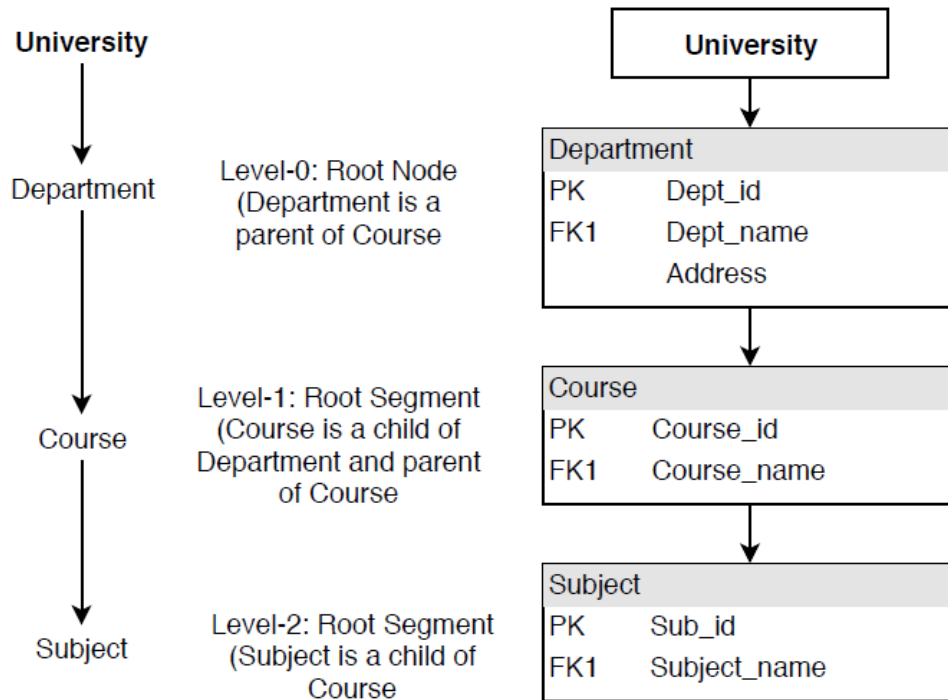 University
Department
Course
Subject
Level-0: Root Node
(Department is a
parent of Course
Level-1: Root Segment
(Course is a child of
Department and parent
of Course
Level-2: Root Segment
(Subject is a child of
Course
University
Department
PK Dept_id
FK1 Dept_name
Address
Course
PK Course_id
FK1 Course_name
Subject
PK Sub_id
FK1 Subject_name